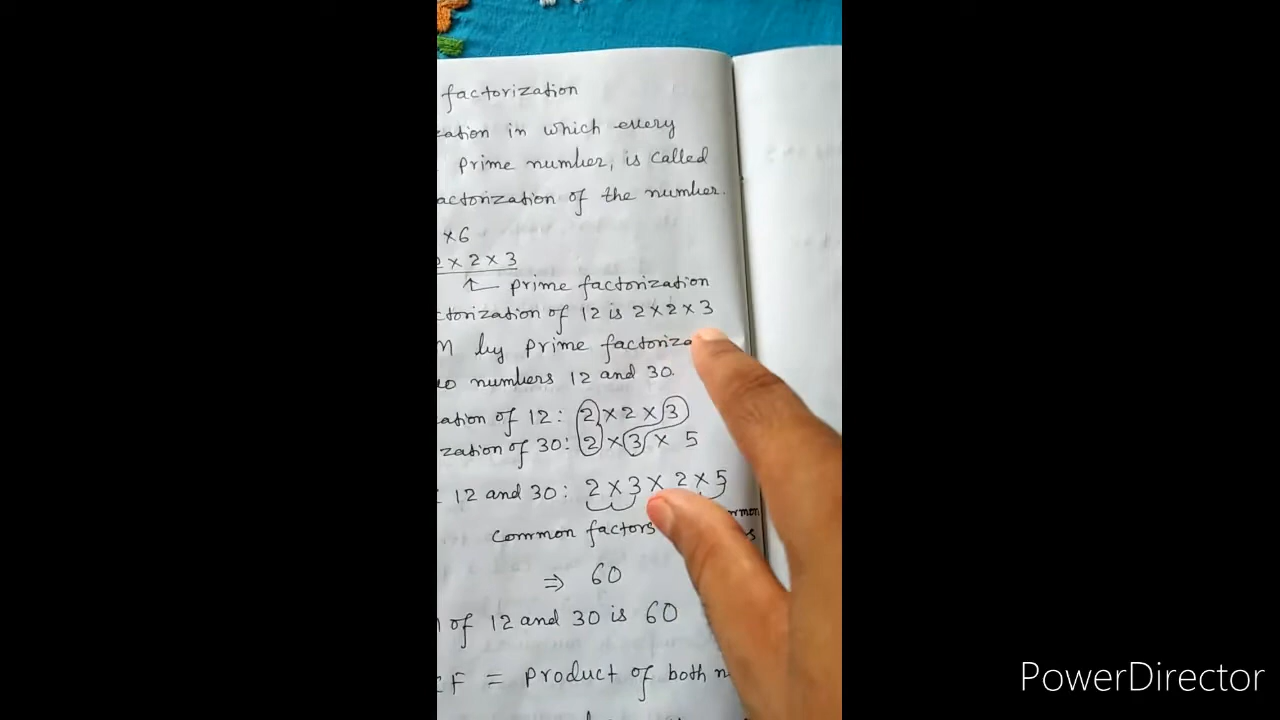 factorization
zation in which every
prime number, is called
actorization of the number.
×6
2 × 2 × 3
prime factorization
ctorization of 12 is 2×2×3
M by prime factoriza
numbers 12 and 30.
ation of 12: 2 × 2 × 3
zation of 30: 2 × 3 × 5
12 and 30: 2 × 3 × 2 × 5
common factors
⇒ 60
of 12 and 30 is 60
CF = product of both n
PowerDirector